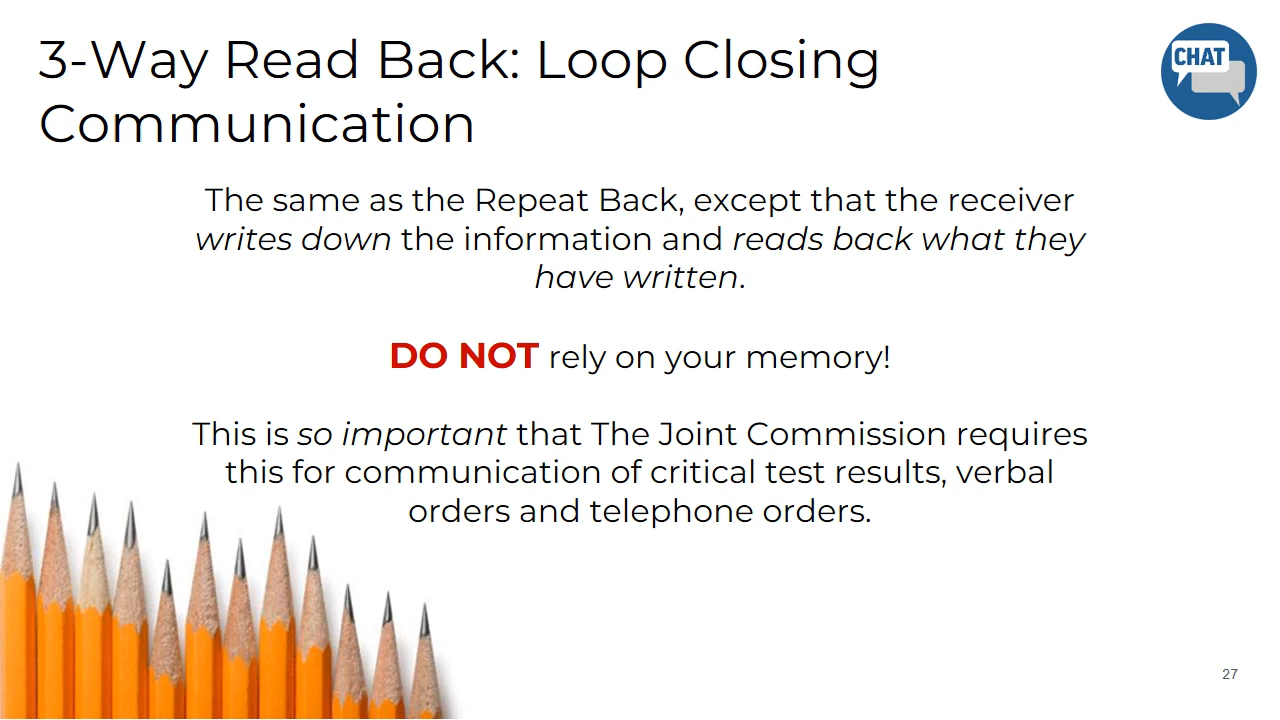 3-Way Read Back: Loop Closing
Communication
CHAT
The same as the Repeat Back, except that the receiver
writes down the information and reads back what they
have written.
DO NOT rely on your memory!
This is so important that The Joint Commission requires
this for communication of critical test results, verbal
orders and telephone orders.
27